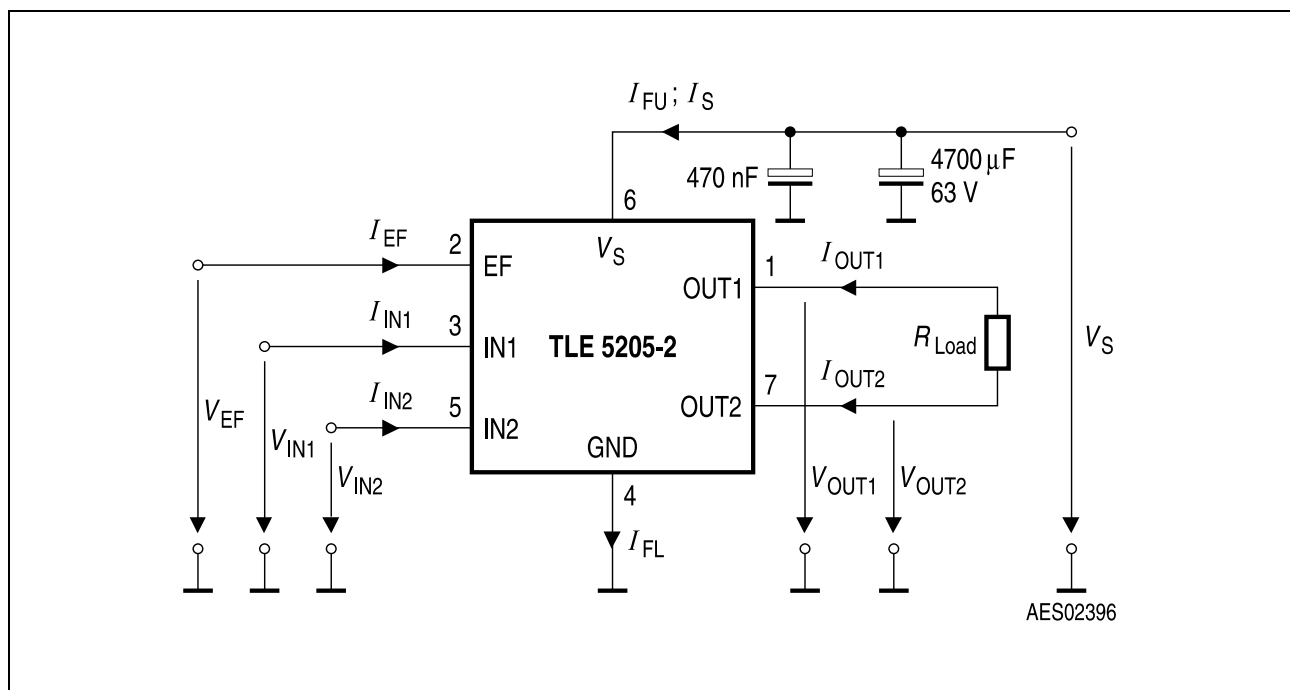 I FU ; I S
470 nF
4700 µF
63 V
6
I EF
2
EF
V S
1
I OUT1
OUT1
I IN1
3
IN1
TLE 5205-2
R Load
V S
I IN2
5
IN2
7
I OUT2
OUT2
GND
V EF
V IN1
V IN2
4
I FL
V OUT1
V OUT2
AES02396